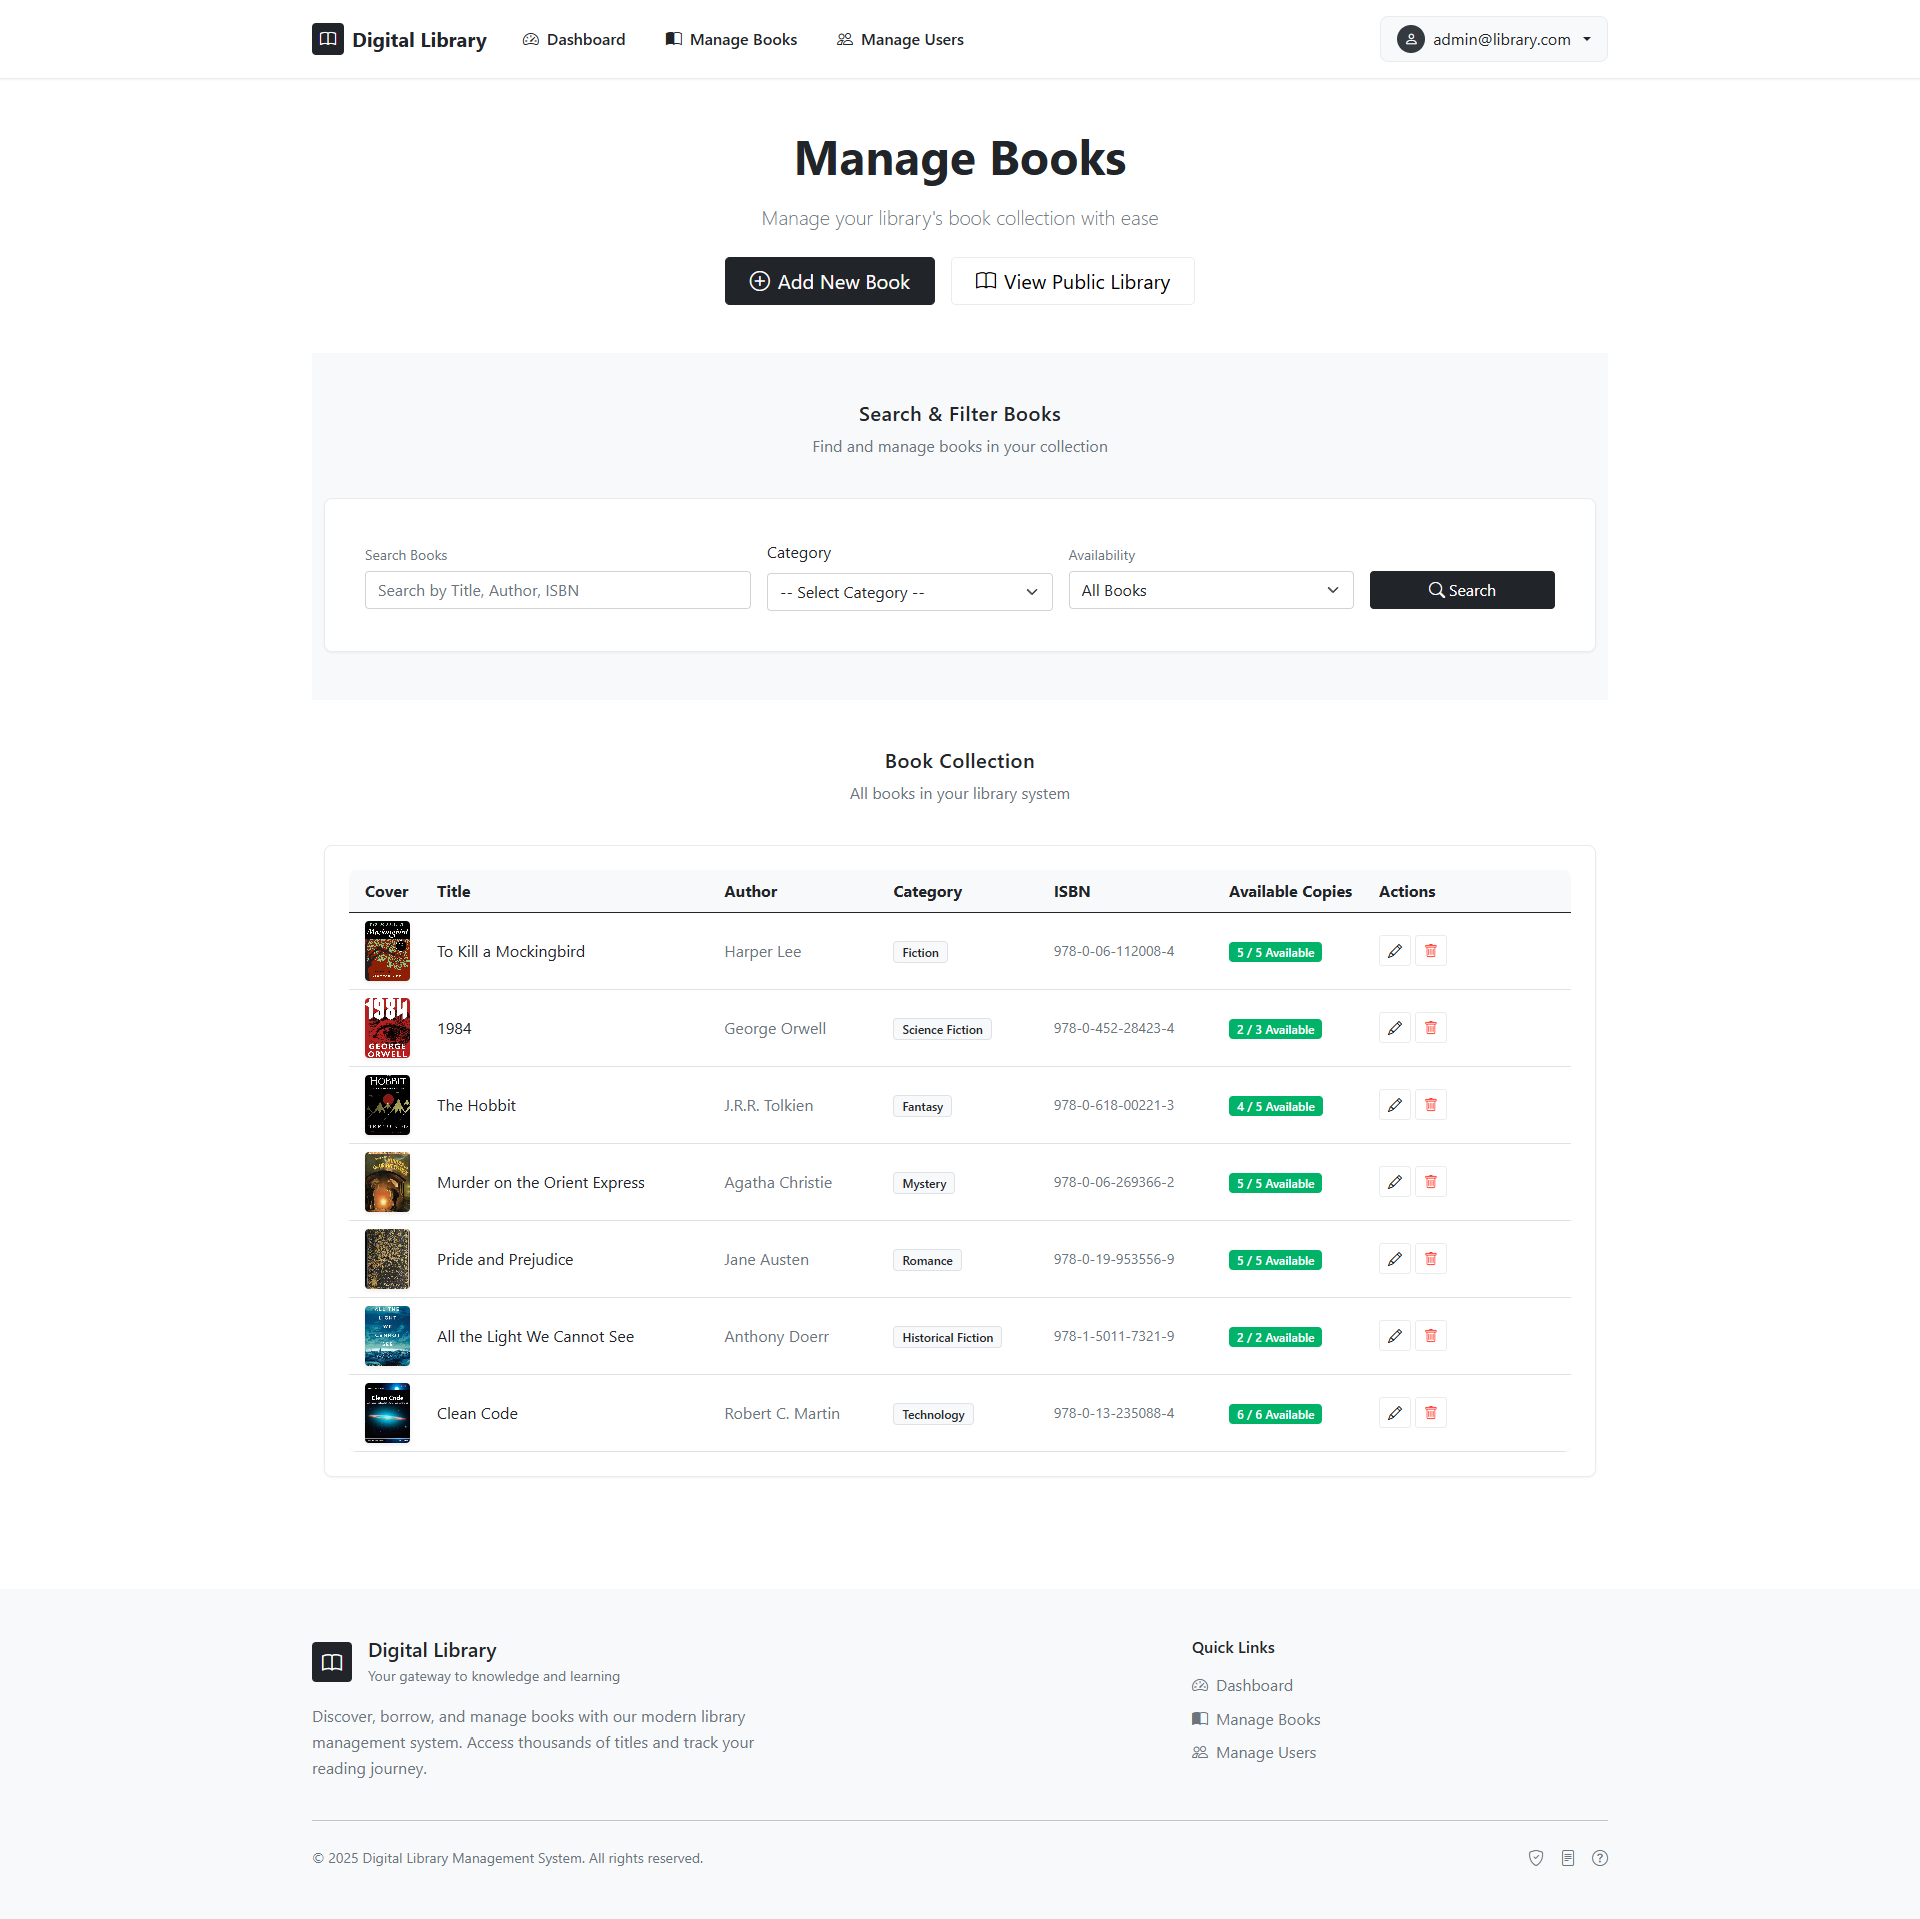 Digital Library Dashboard Manage Books Manage Users admin@library.com
Manage Books
Manage your library's book collection with ease
Add New Book View Public Library
Search & Filter Books
Find and manage books in your collection
Search Books Category Availability
Search by Title, Author, ISBN -- Select Category -- All Books Search
Book Collection
All books in your library system
Cover Title Author Category ISBN Available Copies Actions
Mockingbird
To Kill a Mockingbird Harper Lee Fiction 978-0-06-112008-4 5 / 5 Available
1984
GEORGE
ORWELL
1984 George Orwell Science Fiction 978-0-452-28423-4 2 / 3 Available
HOBBIT
The Hobbit J.R.R. Tolkien Fantasy 978-0-618-00221-3 4 / 5 Available
Murder on the Orient Express Agatha Christie Mystery 978-0-06-269366-2 5 / 5 Available
Pride and Prejudice Jane Austen Romance 978-0-19-953556-9 5 / 5 Available
ALL THE
LIGHT
WE
CANNOT
SEE
All the Light We Cannot See Anthony Doerr Historical Fiction 978-1-5011-7321-9 2 / 2 Available
Clean Code
Clean Code Robert C. Martin Technology 978-0-13-235088-4 6 / 6 Available
Digital Library
Your gateway to knowledge and learning
Discover, borrow, and manage books with our modern library
management system. Access thousands of titles and track your
reading journey.
Quick Links
Dashboard
Manage Books
Manage Users
© 2025 Digital Library Management System. All rights reserved.